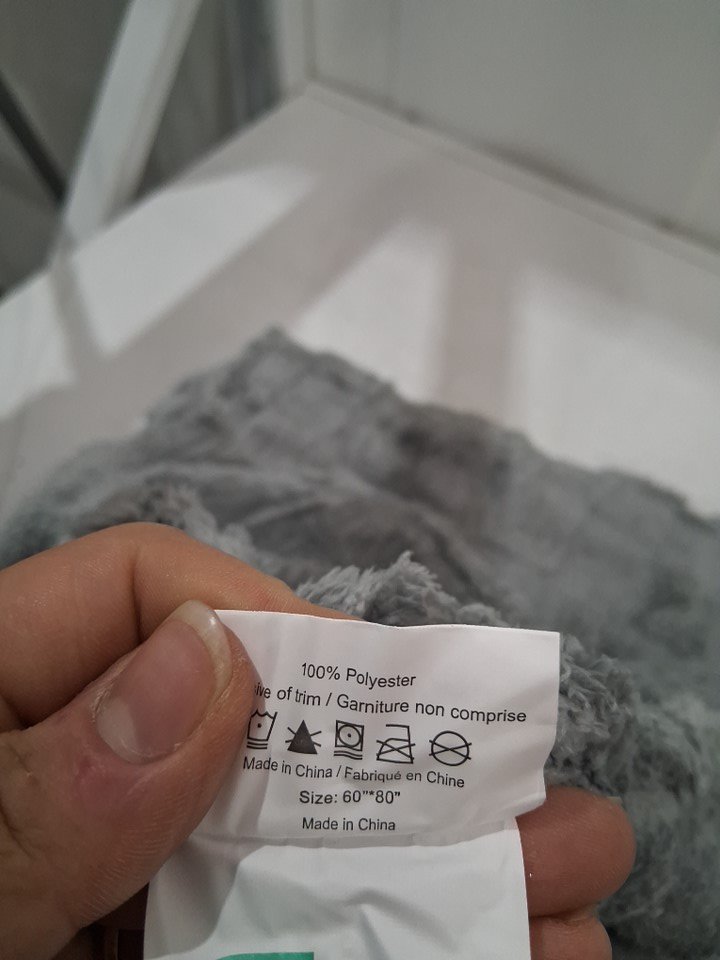 100% Polyester
of trim / Garniture non comprise
Made in China / Fabriqué en Chine
Size: 60”*80”
Made in China